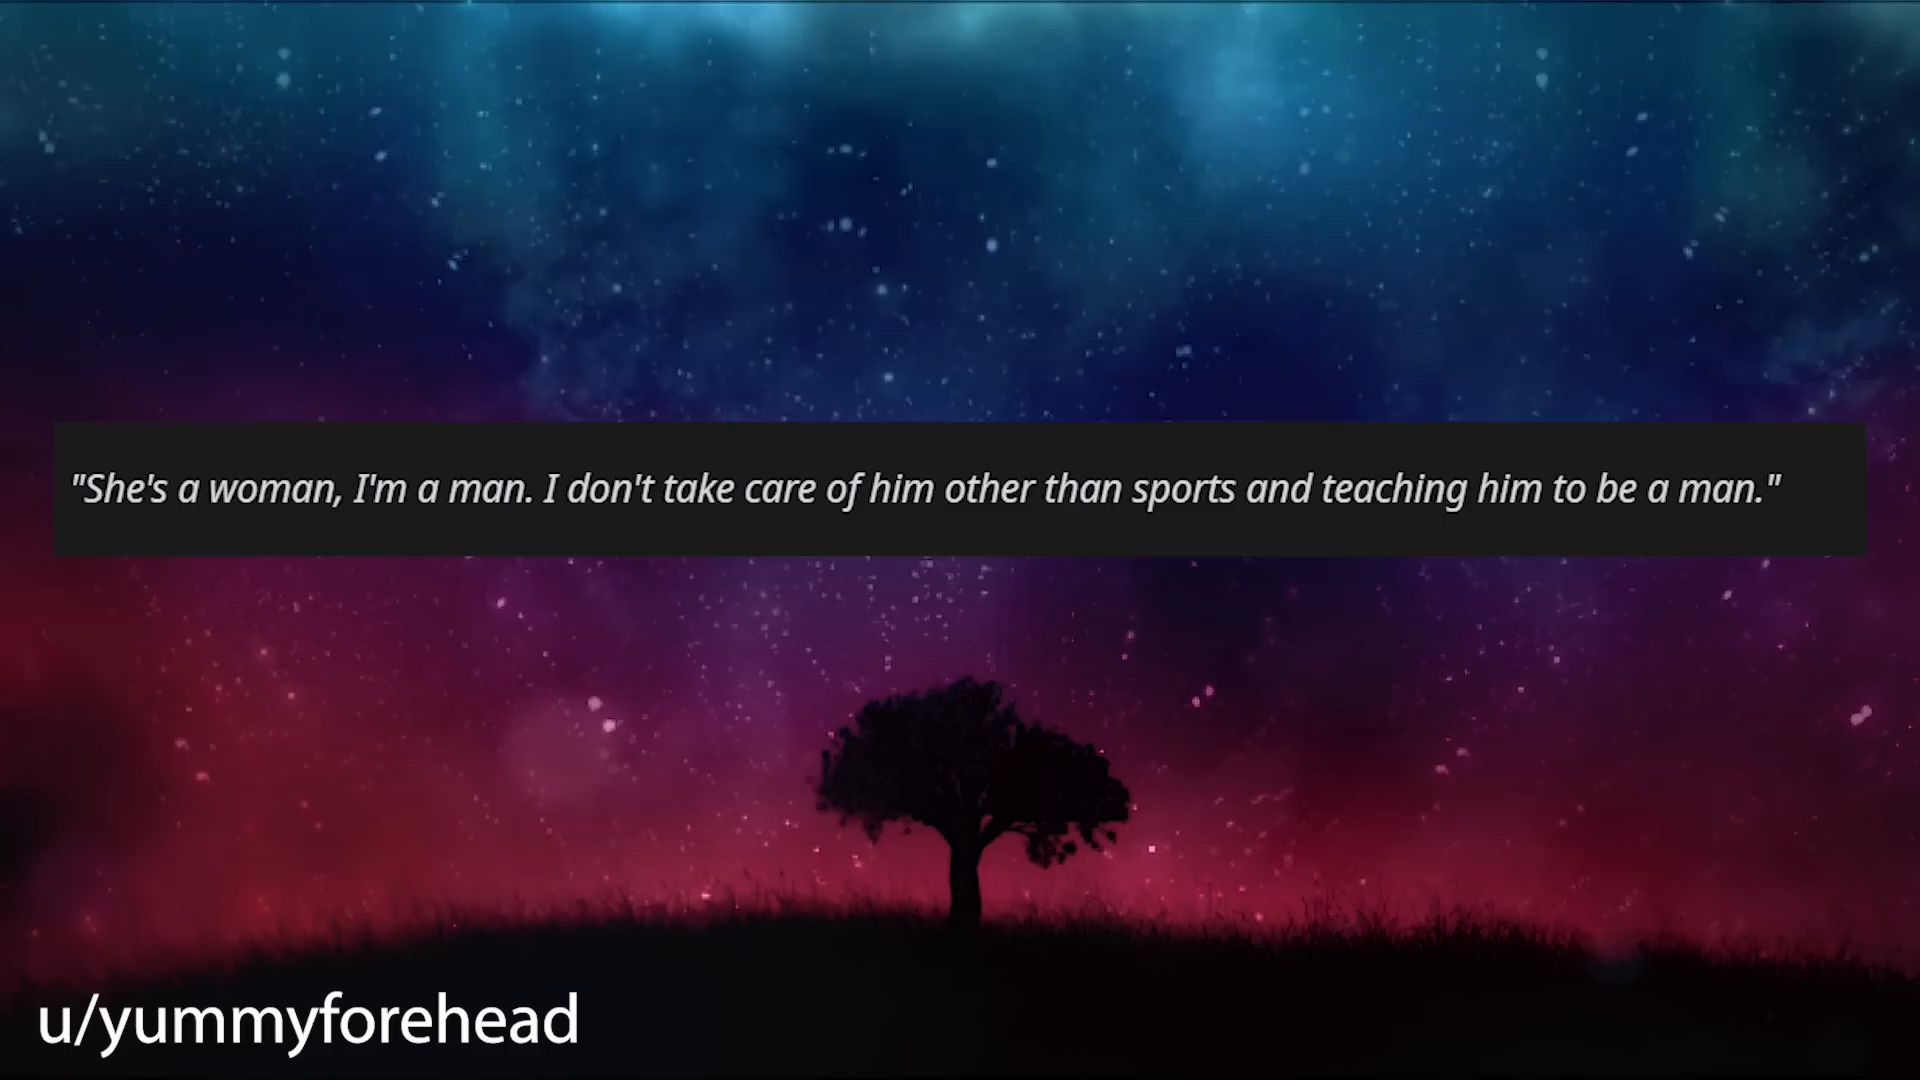 "She's a woman, I'm a man. I don't take care of him other than sports and teaching him to be a man."
u/yummyforehead